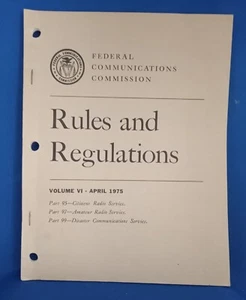 FEDERAL
COMMUNICATIONS
COMMISSION
Rules and
Regulations
VOLUME VI - APRIL 1975
Part 95—Citizens Radio Service.
Part 97—Amateur Radio Service.
Part 99—Disaster Communications Service.